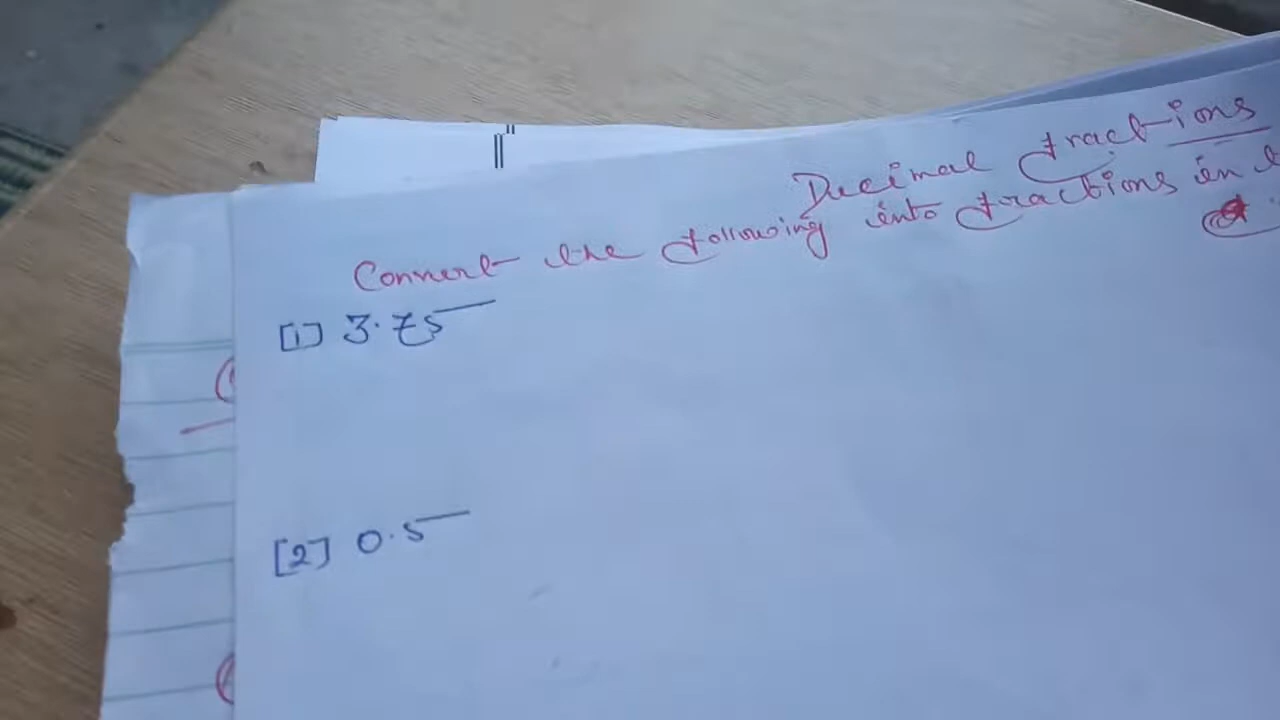 Decimal fractions
Convert the following into fractions in
[1] 3.75
[2] 0.5